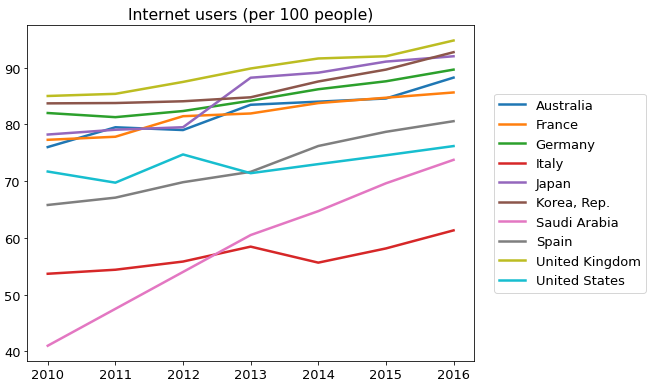 Internet users (per 100 people)
90
80
70
60
50
40
2010 2011 2012 2013 2014 2015 2016
Australia
France
Germany
Italy
Japan
Korea, Rep.
Saudi Arabia
Spain
United Kingdom
United States